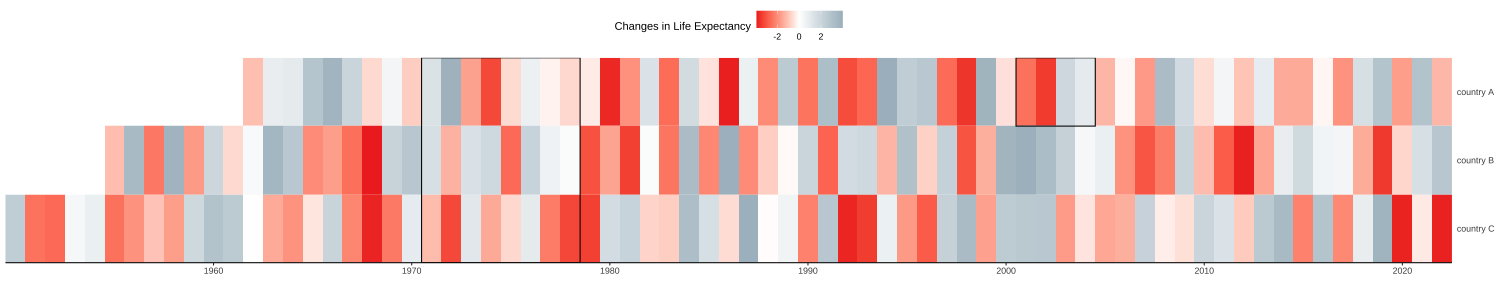 Changes in Life Expectancy
-2 0 2
country A
country B
country C
1960 1970 1980 1990 2000 2010 2020